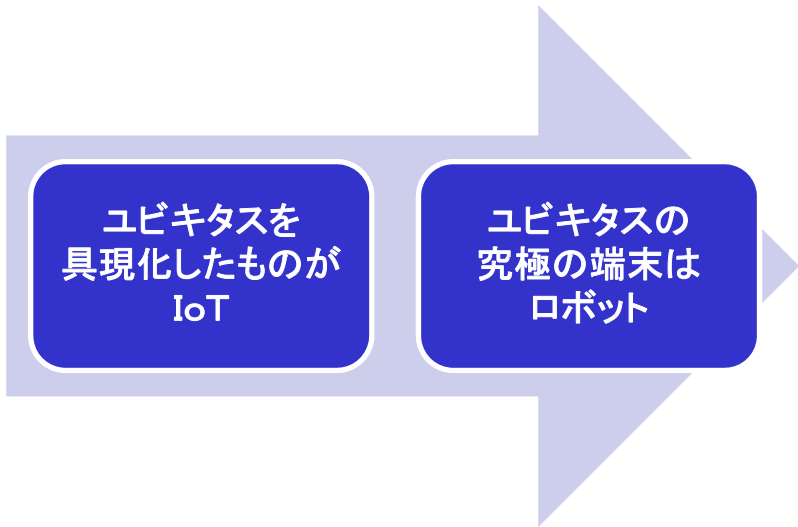 ユビキタスを
具現化したものが
IoT
ユビキタスの
究極の端末は
ロボット